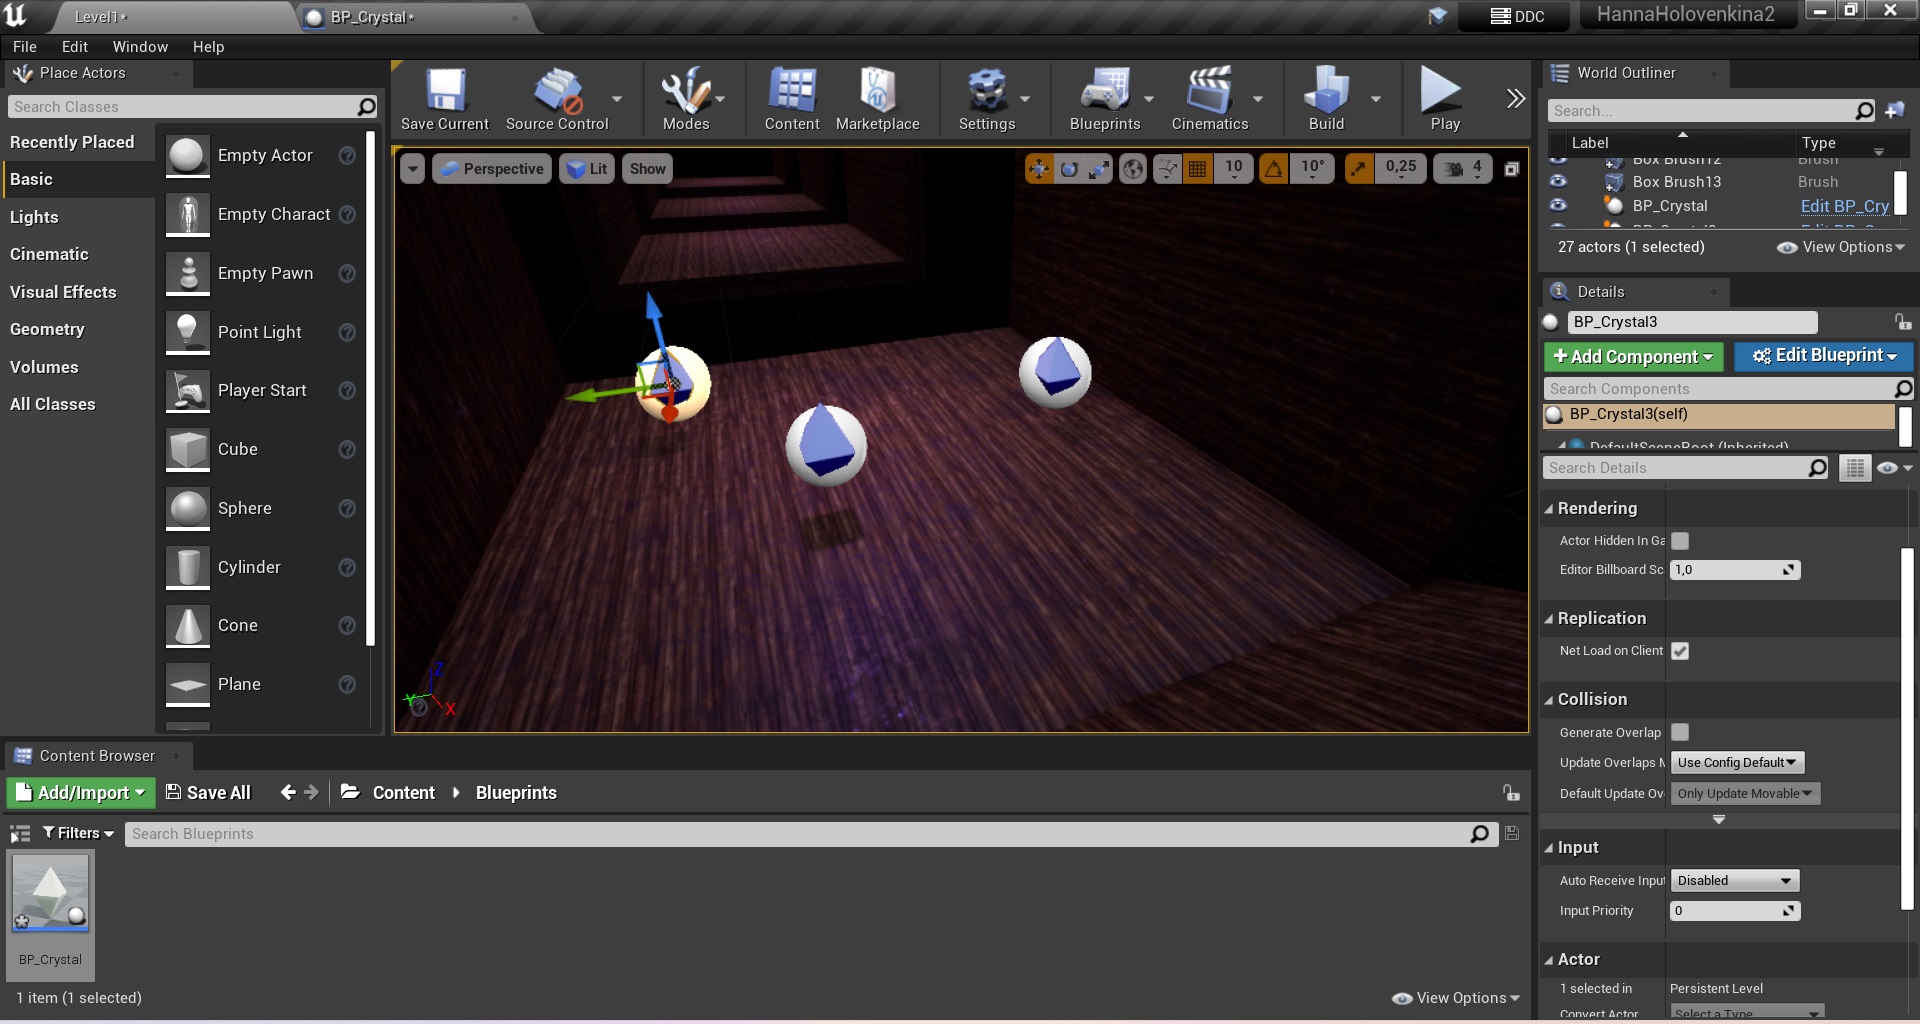 Level1*
BP_Crystal*
DDC
HannaHolovenkina2
File Edit Window Help
Place Actors
Search Classes
Recently Placed
Basic
Lights
Cinematic
Visual Effects
Geometry
Volumes
All Classes
Empty Actor
Empty Charact
Empty Pawn
Point Light
Player Start
Cube
Sphere
Cylinder
Cone
Plane
Save Current
Source Control
Modes
Content
Marketplace
Settings
Blueprints
Cinematics
Build
Play
Perspective
Lit
Show
10
10°
0,25
4
Z
Y
X
World Outliner
Search...
Label Type
Box Brush12 Brush
Box Brush13 Brush
BP_Crystal Edit BP_Cry
27 actors (1 selected)
View Options
Details
BP_Crystal3
+Add Component
Edit Blueprint
Search Components
BP_Crystal3(self)
DefaultSceneRoot (Inherited)
Search Details
Rendering
Actor Hidden In Ga
Editor Billboard Sc 1,0
Replication
Net Load on Client
Collision
Generate Overlap
Update Overlaps M Use Config Default
Default Update Ov Only Update Movable
Input
Auto Receive Input Disabled
Input Priority 0
Actor
1 selected in Persistent Level
Convert Actor Select a Type
Content Browser
Add/Import
Save All
Content
Blueprints
Filters
Search Blueprints
BP_Crystal
1 item (1 selected)
View Options